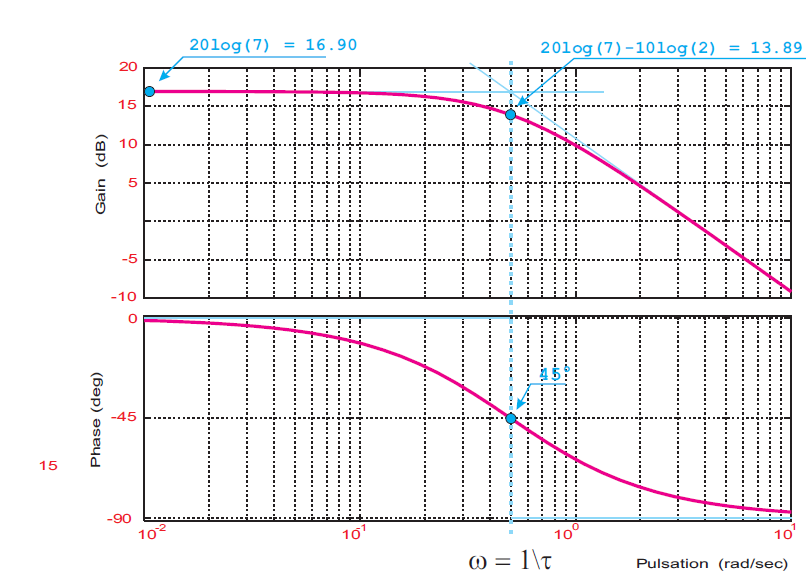 20log(7) = 16.90
20log(7)-10log(2) = 13.89
20
15
10
5
-5
-10
Gain (dB)
0
-45
-90
Phase (deg)
45°
15
10-2
10-1
100
101
ω = 1\τ
Pulsation (rad/sec)